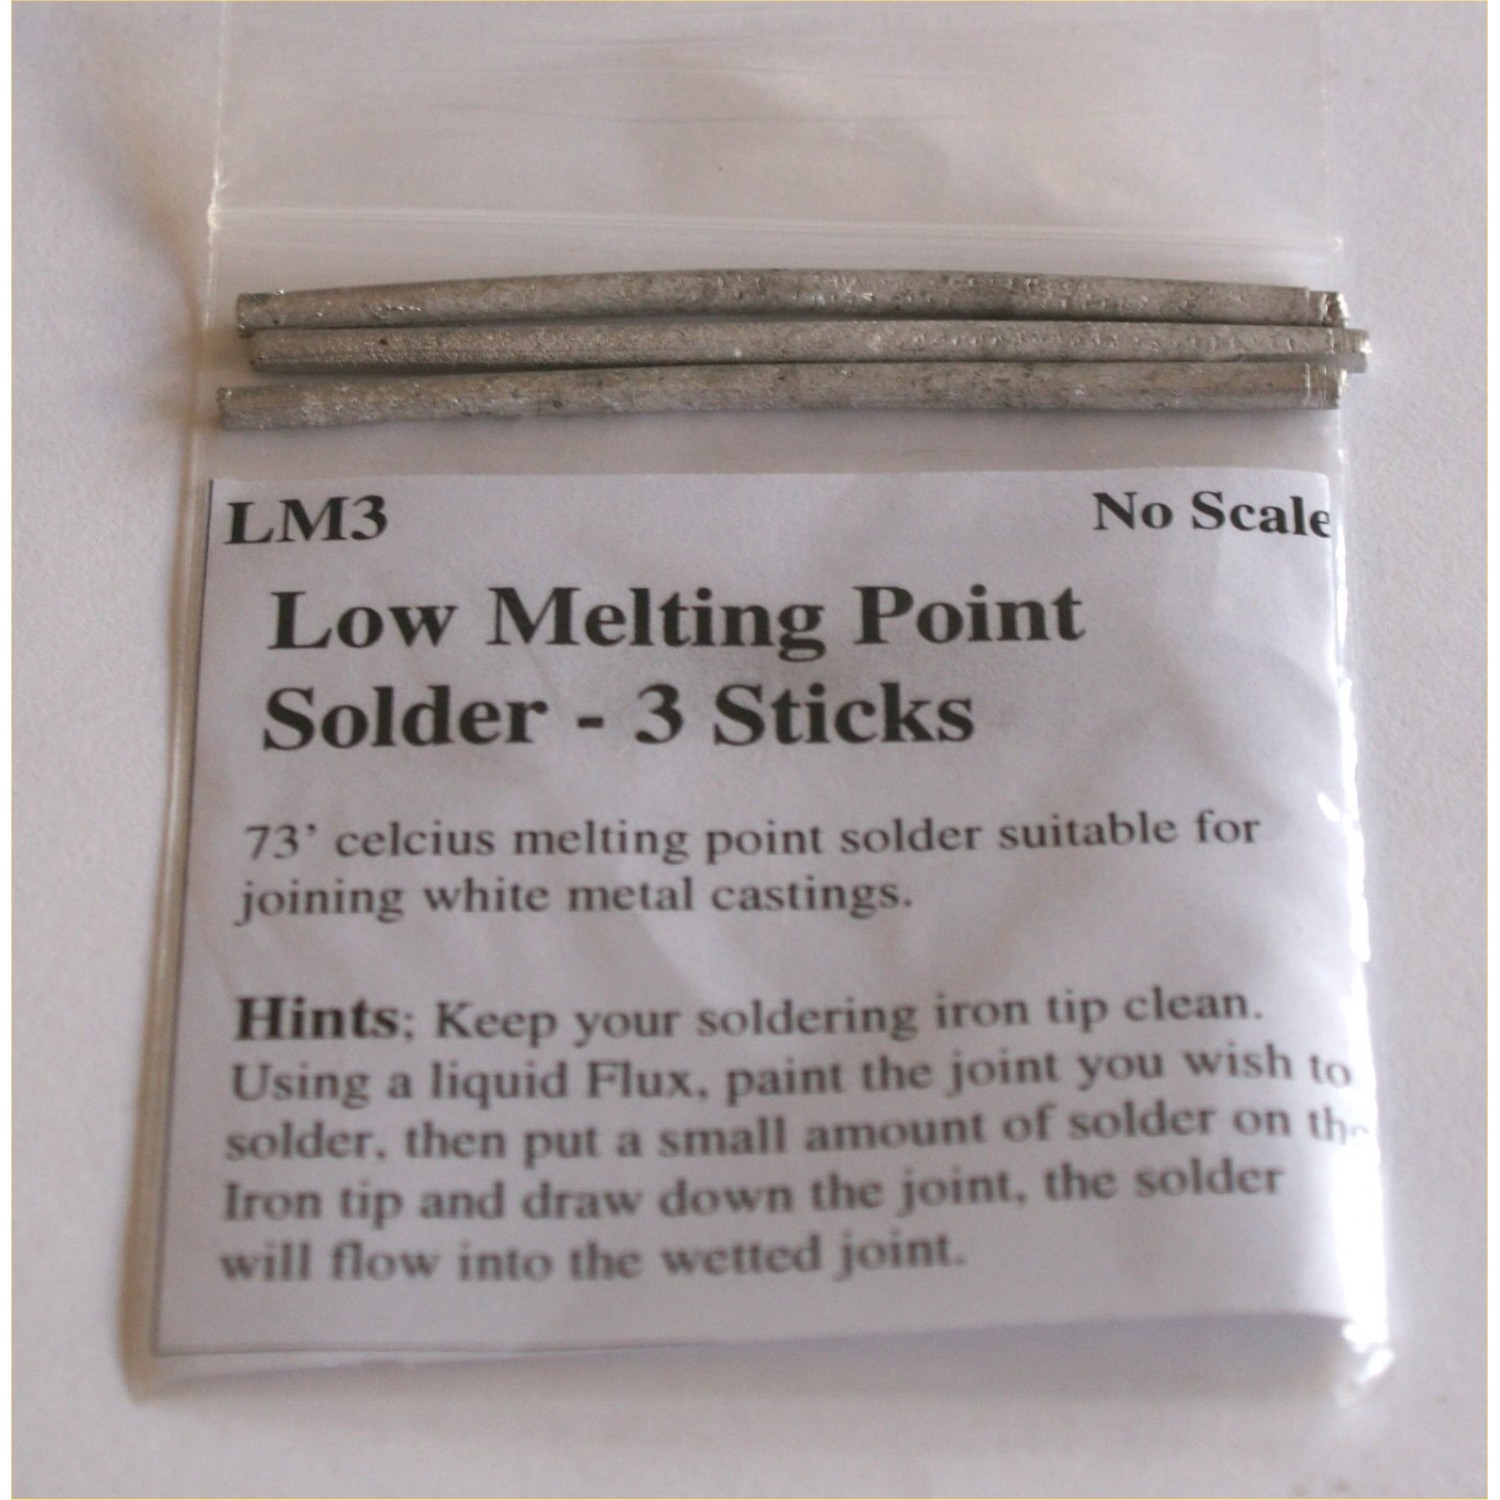 LM3 No Scale
Low Melting Point
Solder - 3 Sticks
73' celcius melting point solder suitable for
joining white metal castings.
Hints; Keep your soldering iron tip clean.
Using a liquid Flux, paint the joint you wish to
solder, then put a small amount of solder on the
Iron tip and draw down the joint, the solder
will flow into the wetted joint.